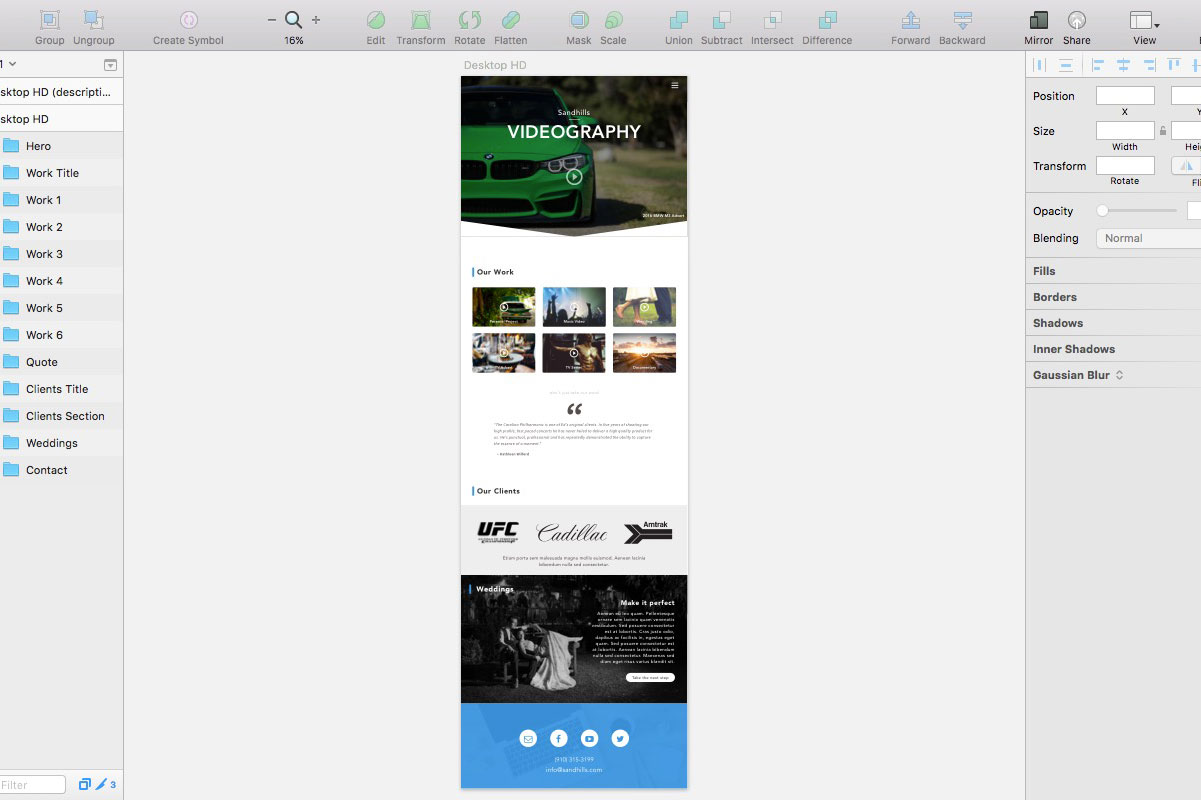 Group
Ungroup
Create Symbol
16%
Edit
Transform
Rotate
Flatten
Mask
Scale
Union
Subtract
Intersect
Difference
Forward
Backward
Mirror
Share
View
1
sktop HD (descripti...
sktop HD
Hero
Work Title
Work 1
Work 2
Work 3
Work 4
Work 5
Work 6
Quote
Clients Title
Clients Section
Weddings
Contact
Filter
3
Desktop HD
Sandhills
VIDEOGRAPHY
2016 BMW M3 Advert
Our Work
Music Video
Wedding
TV Series
Documentary
“
"The Carolina Philharmonic is one of Ed's original clients. In five years of shooting our
high profile, fast paced concerts he has never failed to deliver a high quality product for
us. He's punctual, professional and has repeatedly demonstrated the ability to capture
the essence of a moment."
Our Clients
UFC
Cadillac
Amtrak
Etiam porta sem malesuada magna mollis euismod. Aenean lacinia
bibendum nulla sed consectetur.
Weddings
Make it perfect
Aenean eu leo quam. Pellentesque
ornare sem lacinia quam venenatis
vestibulum. Sed posuere consectetur
est at lobortis. Cras justo odio,
dapibus ac facilisis in, egestas eget
quam. Sed posuere consectetur est
at lobortis. Aenean lacinia bibendum
nulla sed consectetur. Maecenas sed
diam eget risus varius blandit sit.
Take the next step
(910) 315-3199
info@sandhills.com
Position
X
Y
Size
Width
Hei
Transform
Rotate
Fli
Opacity
Blending
Normal
Fills
Borders
Shadows
Inner Shadows
Gaussian Blur